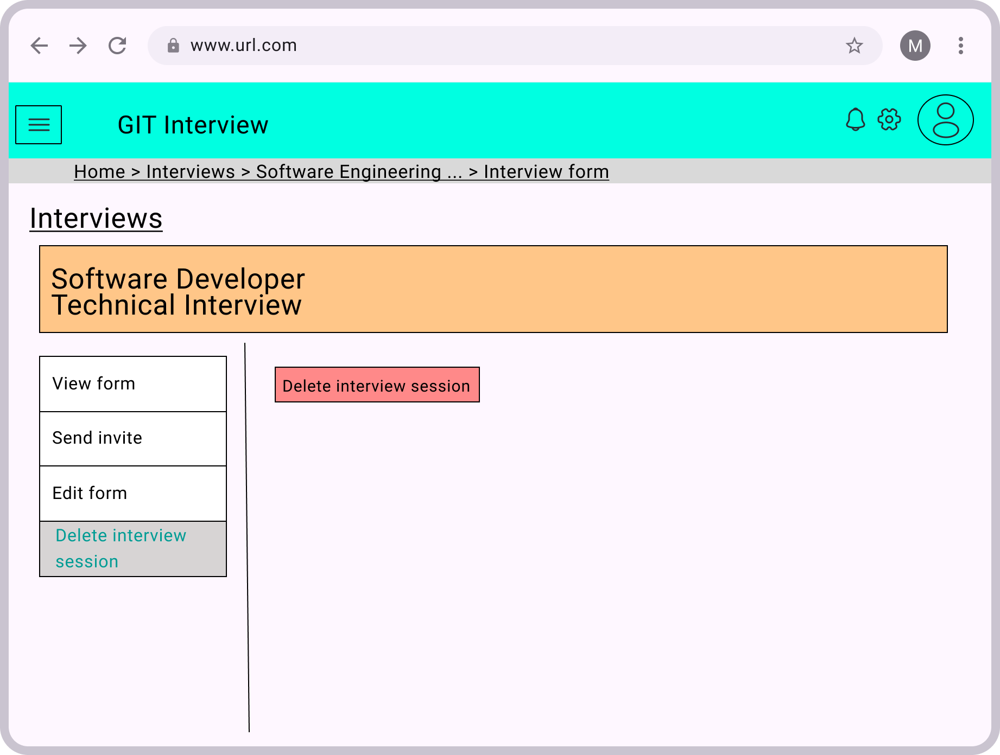 www.url.com
M
GIT Interview
Home > Interviews > Software Engineering ... > Interview form
Interviews
Software Developer
Technical Interview
View form
Send invite
Edit form
Delete interview
session
Delete interview session